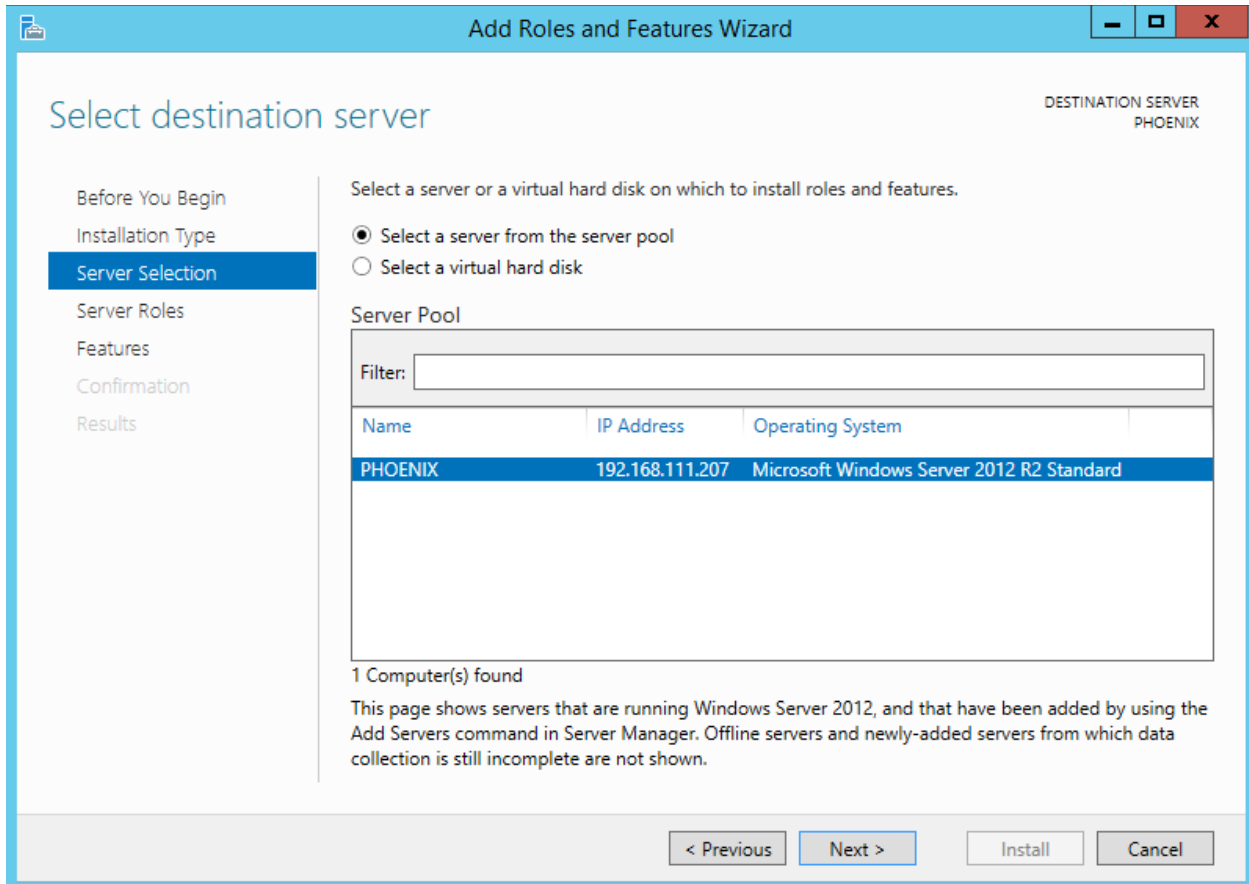 Add Roles and Features Wizard
Select destination server
DESTINATION SERVER
PHOENIX
Before You Begin
Installation Type
Server Selection
Server Roles
Features
Confirmation
Results
Select a server or a virtual hard disk on which to install roles and features.
Select a server from the server pool
Select a virtual hard disk
Server Pool
Filter:
Name IP Address Operating System
PHOENIX 192.168.111.207 Microsoft Windows Server 2012 R2 Standard
1 Computer(s) found
This page shows servers that are running Windows Server 2012, and that have been added by using the
Add Servers command in Server Manager. Offline servers and newly-added servers from which data
collection is still incomplete are not shown.
< Previous Next > Install Cancel